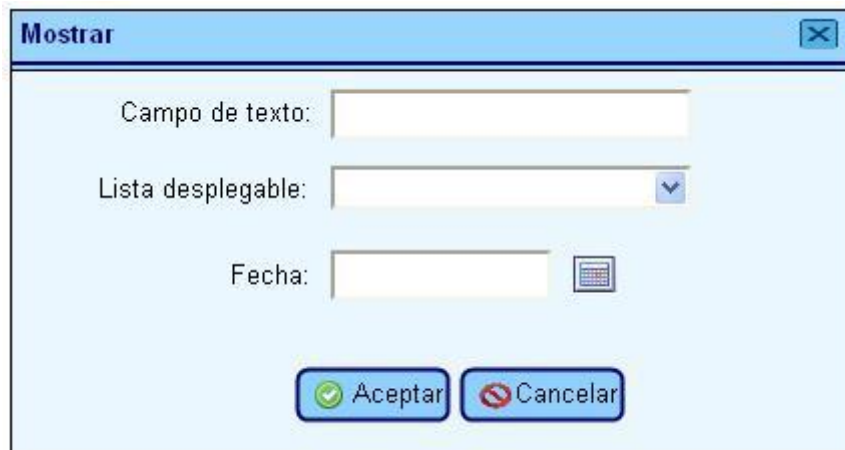 Mostrar
Campo de texto:
Lista desplegable:
Fecha:
Aceptar Cancelar